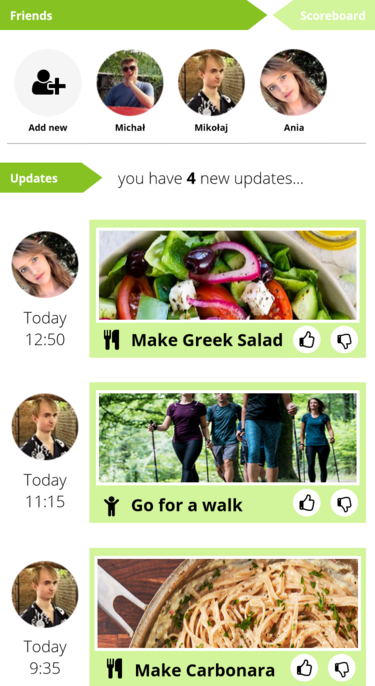 Friends
Scoreboard
Add new
Michał
Mikołaj
Ania
Updates
you have 4 new updates...
Today
12:50
Make Greek Salad
Today
11:15
Go for a walk
Today
9:35
Make Carbonara